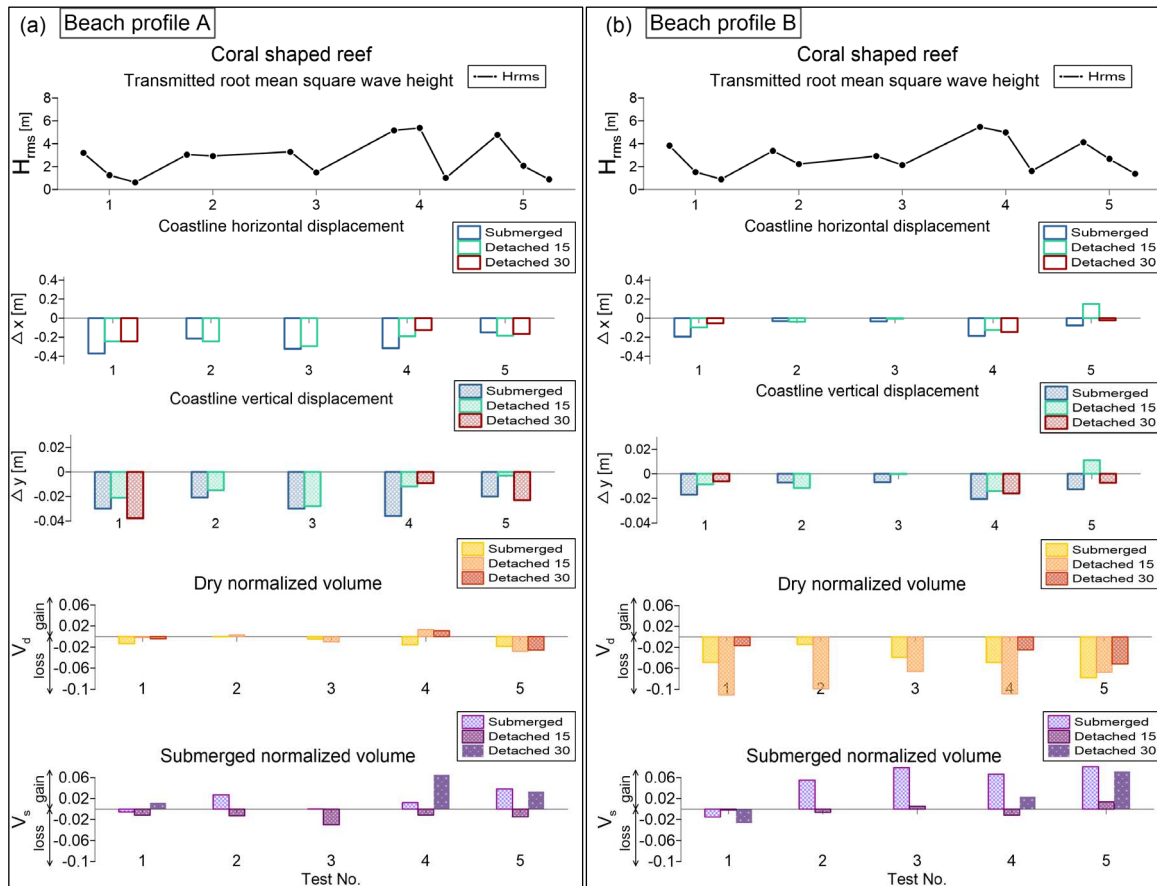 (a) Beach profile A
Coral shaped reef
Transmitted root mean square wave height
Hrms
Hrms [m]
8
6
4
2
0
1 2 3 4 5
Coastline horizontal displacement
Submerged
Detached 15
Detached 30
△ x [m]
0.4
0.2
0
-0.2
-0.4
1 2 3 4 5
Coastline vertical displacement
Submerged
Detached 15
Detached 30
△ y [m]
0.02
0
-0.02
-0.04
1 2 3 4 5
Submerged
Detached 15
Detached 30
Dry normalized volume
Vd
loss gain
0.06
0.02
-0.02
-0.06
-0.1
1 2 3 4 5
Submerged
Detached 15
Detached 30
Submerged normalized volume
Vs
loss gain
0.06
0.02
-0.02
-0.06
-0.1
1 2 3 4 5
Test No.
(b) Beach profile B
Coral shaped reef
Transmitted root mean square wave height
Hrms
Hrms [m]
8
6
4
2
0
1 2 3 4 5
Coastline horizontal displacement
Submerged
Detached 15
Detached 30
△ x [m]
0.4
0.2
0
-0.2
-0.4
1 2 3 4 5
Coastline vertical displacement
Submerged
Detached 15
Detached 30
△ y [m]
0.02
0
-0.02
-0.04
1 2 3 4 5
Submerged
Detached 15
Detached 30
Dry normalized volume
Vd
loss gain
0.06
0.02
-0.02
-0.06
-0.1
1 2 3 4 5
Submerged
Detached 15
Detached 30
Submerged normalized volume
Vs
loss gain
0.06
0.02
-0.02
-0.06
-0.1
1 2 3 4 5
Test No.